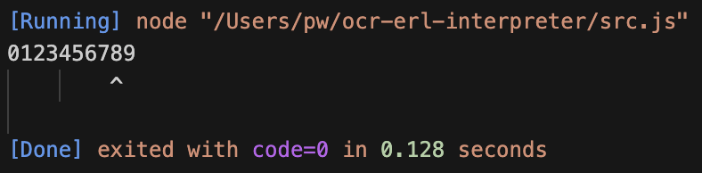 [Running] node "/Users/pw/ocr-erl-interpreter/src.js"
0123456789
        ^
[Done] exited with code=0 in 0.128 seconds